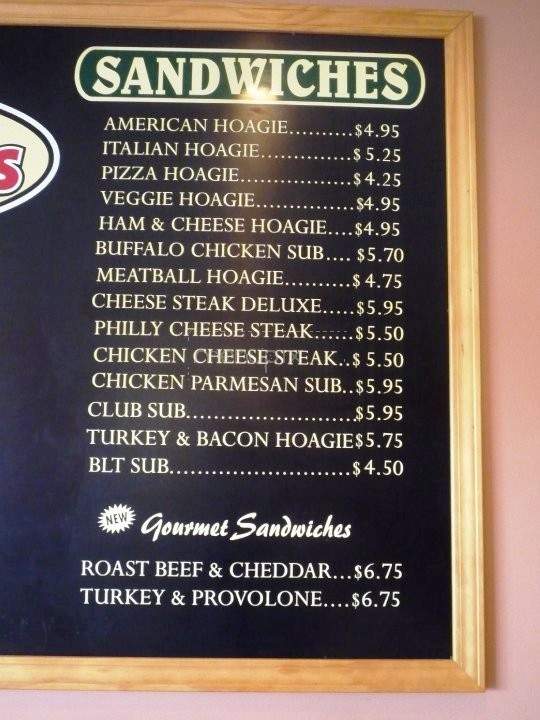 SANDWICHES
AMERICAN HOAGIE..........$4.95
ITALIAN HOAGIE..............$5.25
PIZZA HOAGIE.................$4.25
VEGGIE HOAGIE...............$4.95
HAM & CHEESE HOAGIE....$4.95
BUFFALO CHICKEN SUB.... $5.70
MEATBALL HOAGIE..........$4.75
CHEESE STEAK DELUXE.....$5.95
PHILLY CHEESE STEAK......$5.50
CHICKEN CHEESE STEAK..$ 5.50
CHICKEN PARMESAN SUB..$5.95
CLUB SUB.........................$5.95
TURKEY & BACON HOAGIE$5.75
BLT SUB...........................$4.50
NEW Gourmet Sandwiches
ROAST BEEF & CHEDDAR...$6.75
TURKEY & PROVOLONE....$6.75